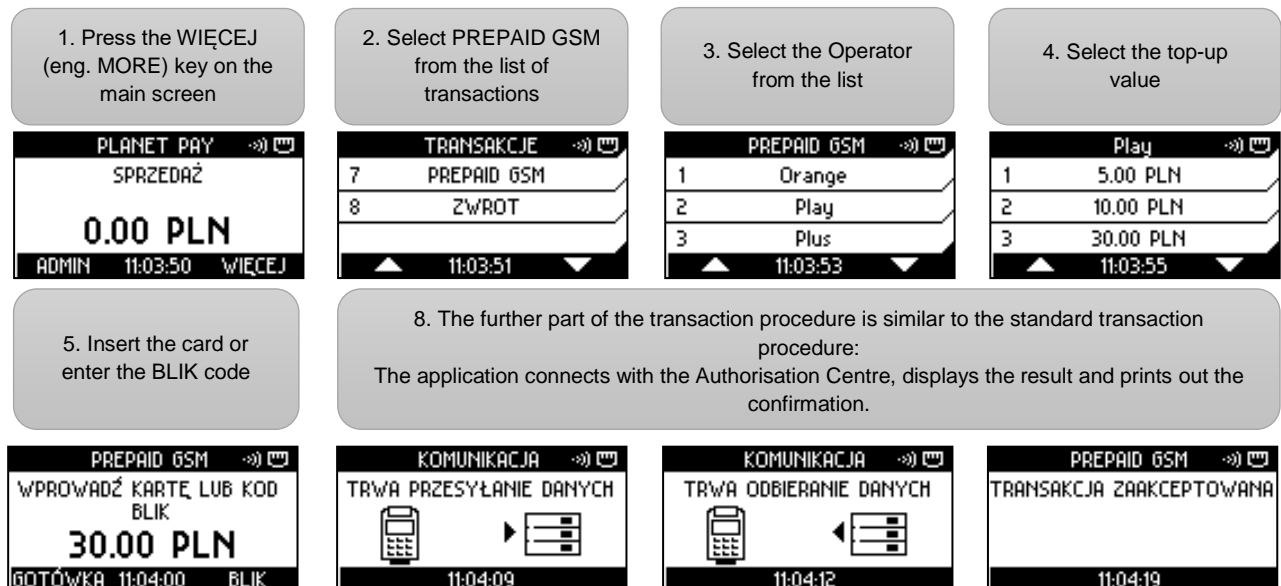 1. Press the WIĘCEJ
(eng. MORE) key on the
main screen
2. Select PREPAID GSM
from the list of
transactions
3. Select the Operator
from the list
4. Select the top-up
value
PLANET PAY
SPRZEDAŻ
0.00 PLN
ADMIN 11:03:50 WIĘCEJ
TRANSAKCJE
7 PREPAID GSM
8 ZWROT
11:03:51
PREPAID GSM
1 Orange
2 Play
3 Plus
11:03:53
Play
1 5.00 PLN
2 10.00 PLN
3 30.00 PLN
11:03:55
5. Insert the card or
enter the BLIK code
8. The further part of the transaction procedure is similar to the standard transaction
procedure:
The application connects with the Authorisation Centre, displays the result and prints out the
confirmation.
PREPAID GSM
WPROWADŹ KARTĘ LUB KOD
BLIK
30.00 PLN
GOTÓWKA 11:04:00 BLIK
KOMUNIKACJA
TRWA PRZESYŁANIE DANYCH
11:04:09
KOMUNIKACJA
TRWA ODBIERANIE DANYCH
11:04:12
PREPAID GSM
TRANSAKCJA ZAAKCEPTOWANA
11:04:19